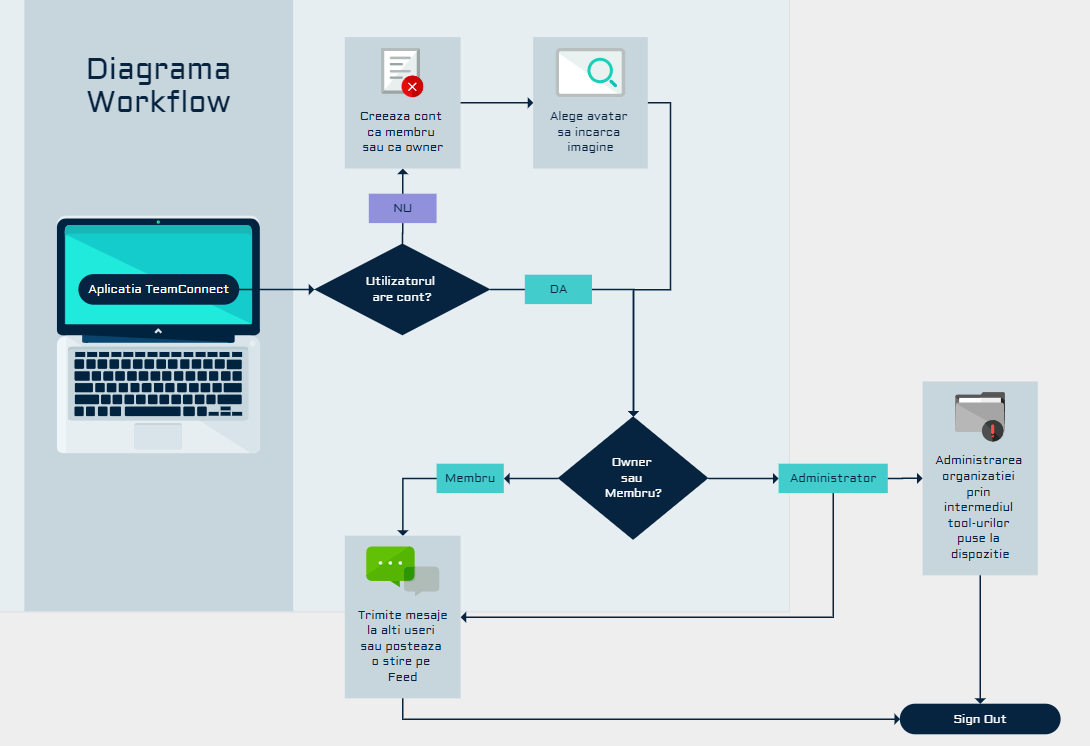 Diagrama
Workflow
Creeaza cont
ca membru
sau ca owner
Alege avatar
sa incarca
imagine
NU
Aplicatia TeamConnect
Utilizatorul
are cont?
DA
Owner
sau
Membru?
Membru
Administrator
Administrarea
organizatiei
prin
intermediul
tool-urilor
puse la
dispozitie
Trimite mesaje
la alti useri
sau posteaza
o stire pe
Feed
Sign Out